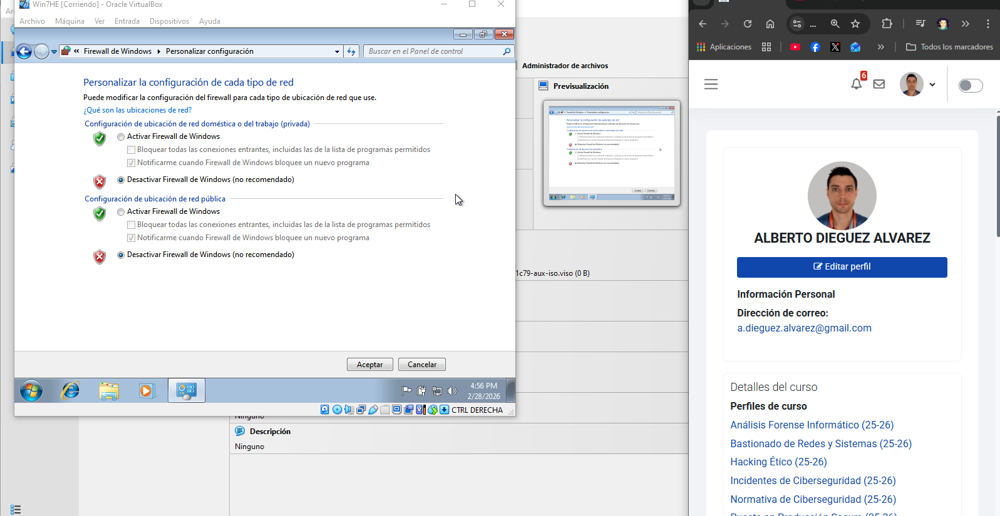 Win7HE [Corriendo] - Oracle VirtualBox
Archivo Máquina Ver Entrada Dispositivos Ayuda
« Firewall de Windows Personalizar configuración
Buscar en el Panel de control
Personalizar la configuración de cada tipo de red
Puede modificar la configuración del firewall para cada tipo de ubicación de red que use.
¿Qué son las ubicaciones de red?
Configuración de ubicación de red doméstica o del trabajo (privada)
Activar Firewall de Windows
Bloquear todas las conexiones entrantes, incluidas las de la lista de programas permitidos
Notificarme cuando Firewall de Windows bloquee un nuevo programa
Desactivar Firewall de Windows (no recomendado)
Configuración de ubicación de red pública
Activar Firewall de Windows
Bloquear todas las conexiones entrantes, incluidas las de la lista de programas permitidos
Notificarme cuando Firewall de Windows bloquee un nuevo programa
Desactivar Firewall de Windows (no recomendado)
Aceptar Cancelar
4:56 PM
2/28/2026
CTRL DERECHA
Administrador de archivos
Previsualización
1c79-aux-iso.viso (0 B)
Ninguno
Descripción
Ninguno
...
Aplicaciones
Todos los marcadores
6
ALBERTO DIEGUEZ ALVAREZ
Editar perfil
Información Personal
Dirección de correo:
a.dieguez.alvarez@gmail.com
Detalles del curso
Perfiles de curso
Análisis Forense Informático (25-26)
Bastionado de Redes y Sistemas (25-26)
Hacking Ético (25-26)
Incidentes de Ciberseguridad (25-26)
Normativa de Ciberseguridad (25-26)
Puesta en Producción Segura (25-26)